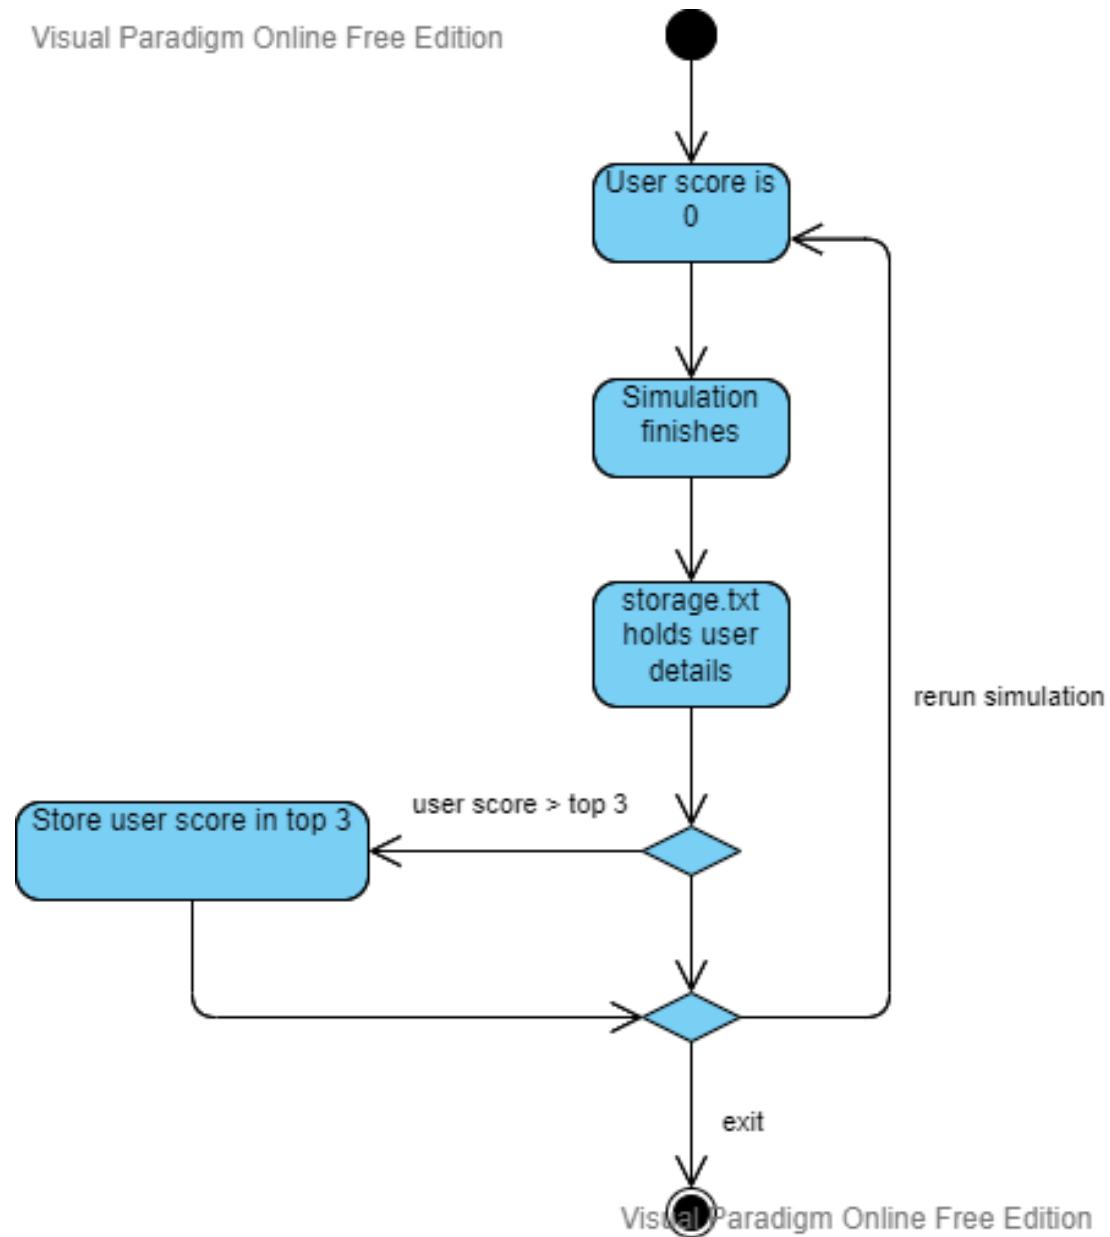 Visual Paradigm Online Free Edition
User score is
0
Simulation
finishes
storage.txt
holds user
details
rerun simulation
user score > top 3
Store user score in top 3
exit
Visual Paradigm Online Free Edition